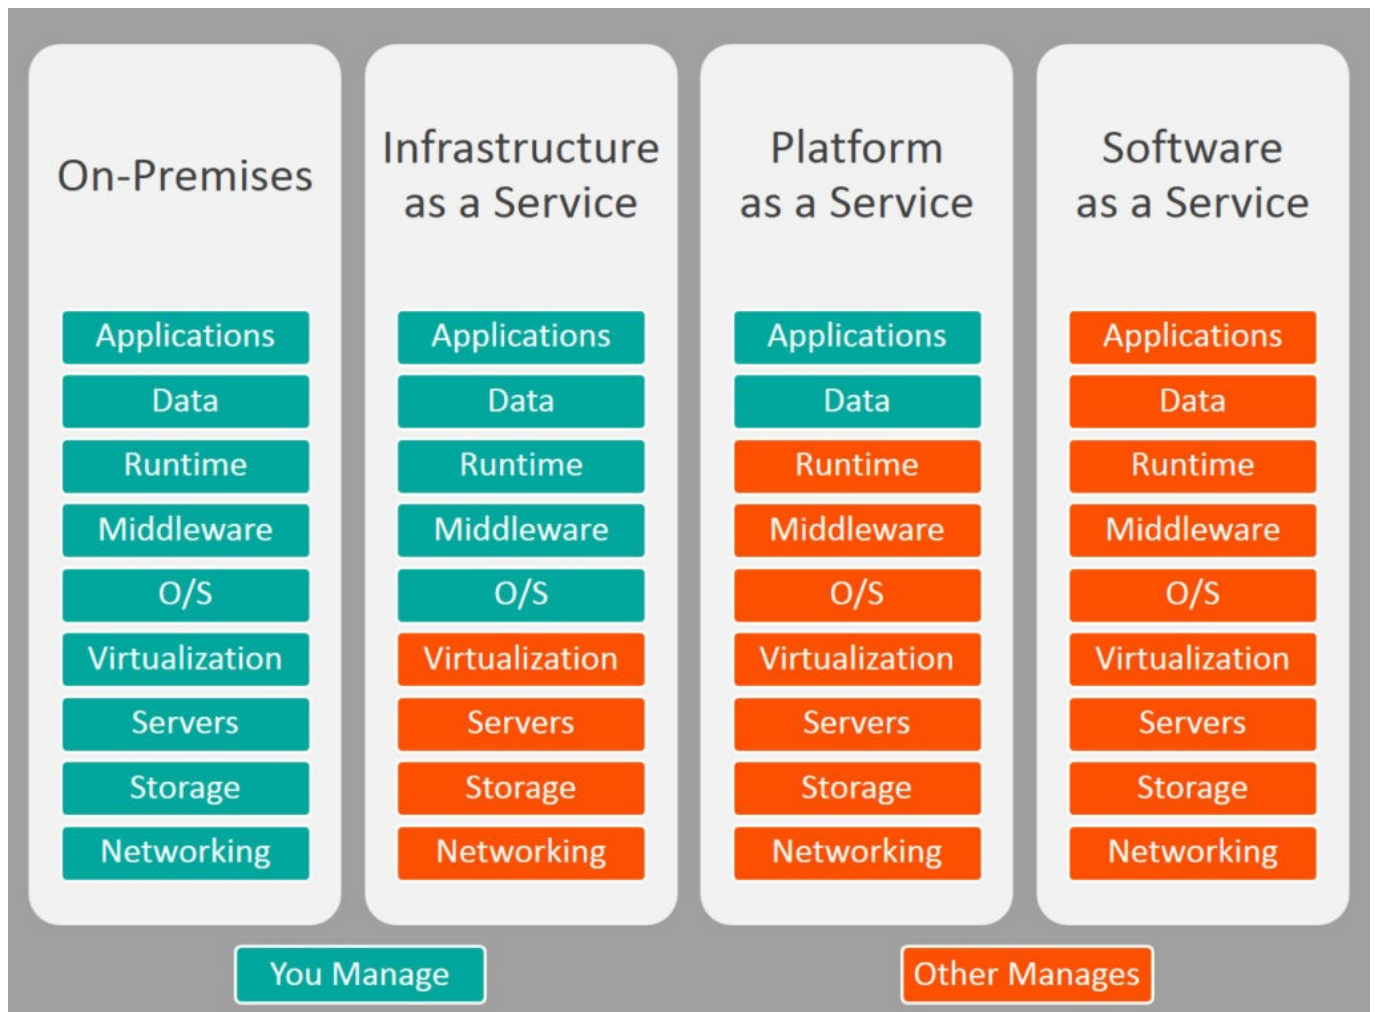 On-Premises
Applications
Data
Runtime
Middleware
O/S
Virtualization
Servers
Storage
Networking
Infrastructure
as a Service
Applications
Data
Runtime
Middleware
O/S
Virtualization
Servers
Storage
Networking
Platform
as a Service
Applications
Data
Runtime
Middleware
O/S
Virtualization
Servers
Storage
Networking
Software
as a Service
Applications
Data
Runtime
Middleware
O/S
Virtualization
Servers
Storage
Networking
You Manage
Other Manages